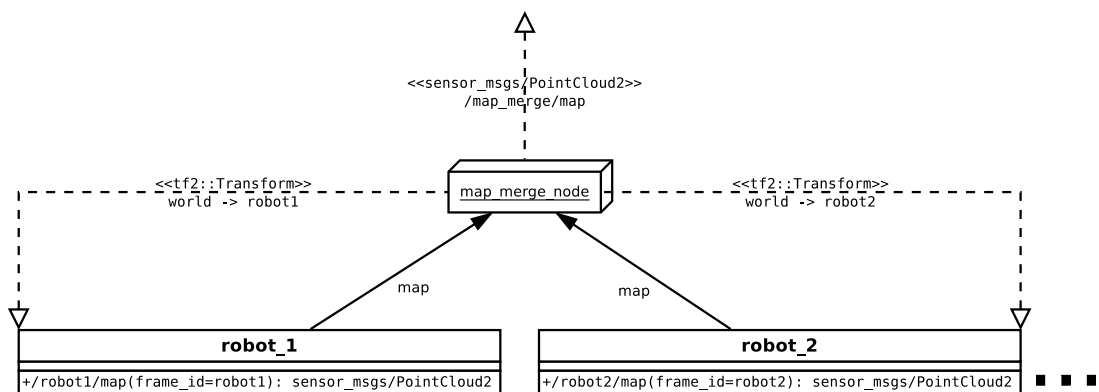 <<sensor_msgs/PointCloud2>>
/map_merge/map
<<tf2::Transform>>
world -> robot1
map_merge_node
<<tf2::Transform>>
world -> robot2
map
map
robot_1
+/robot1/map(frame_id=robot1): sensor_msgs/PointCloud2
robot_2
+/robot2/map(frame_id=robot2): sensor_msgs/PointCloud2